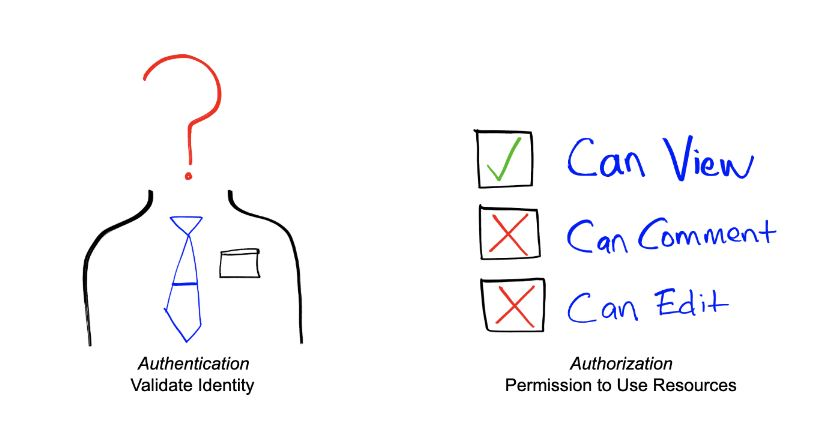 Can View
Can Comment
Can Edit
Authentication
Validate Identity
Authorization
Permission to Use Resources